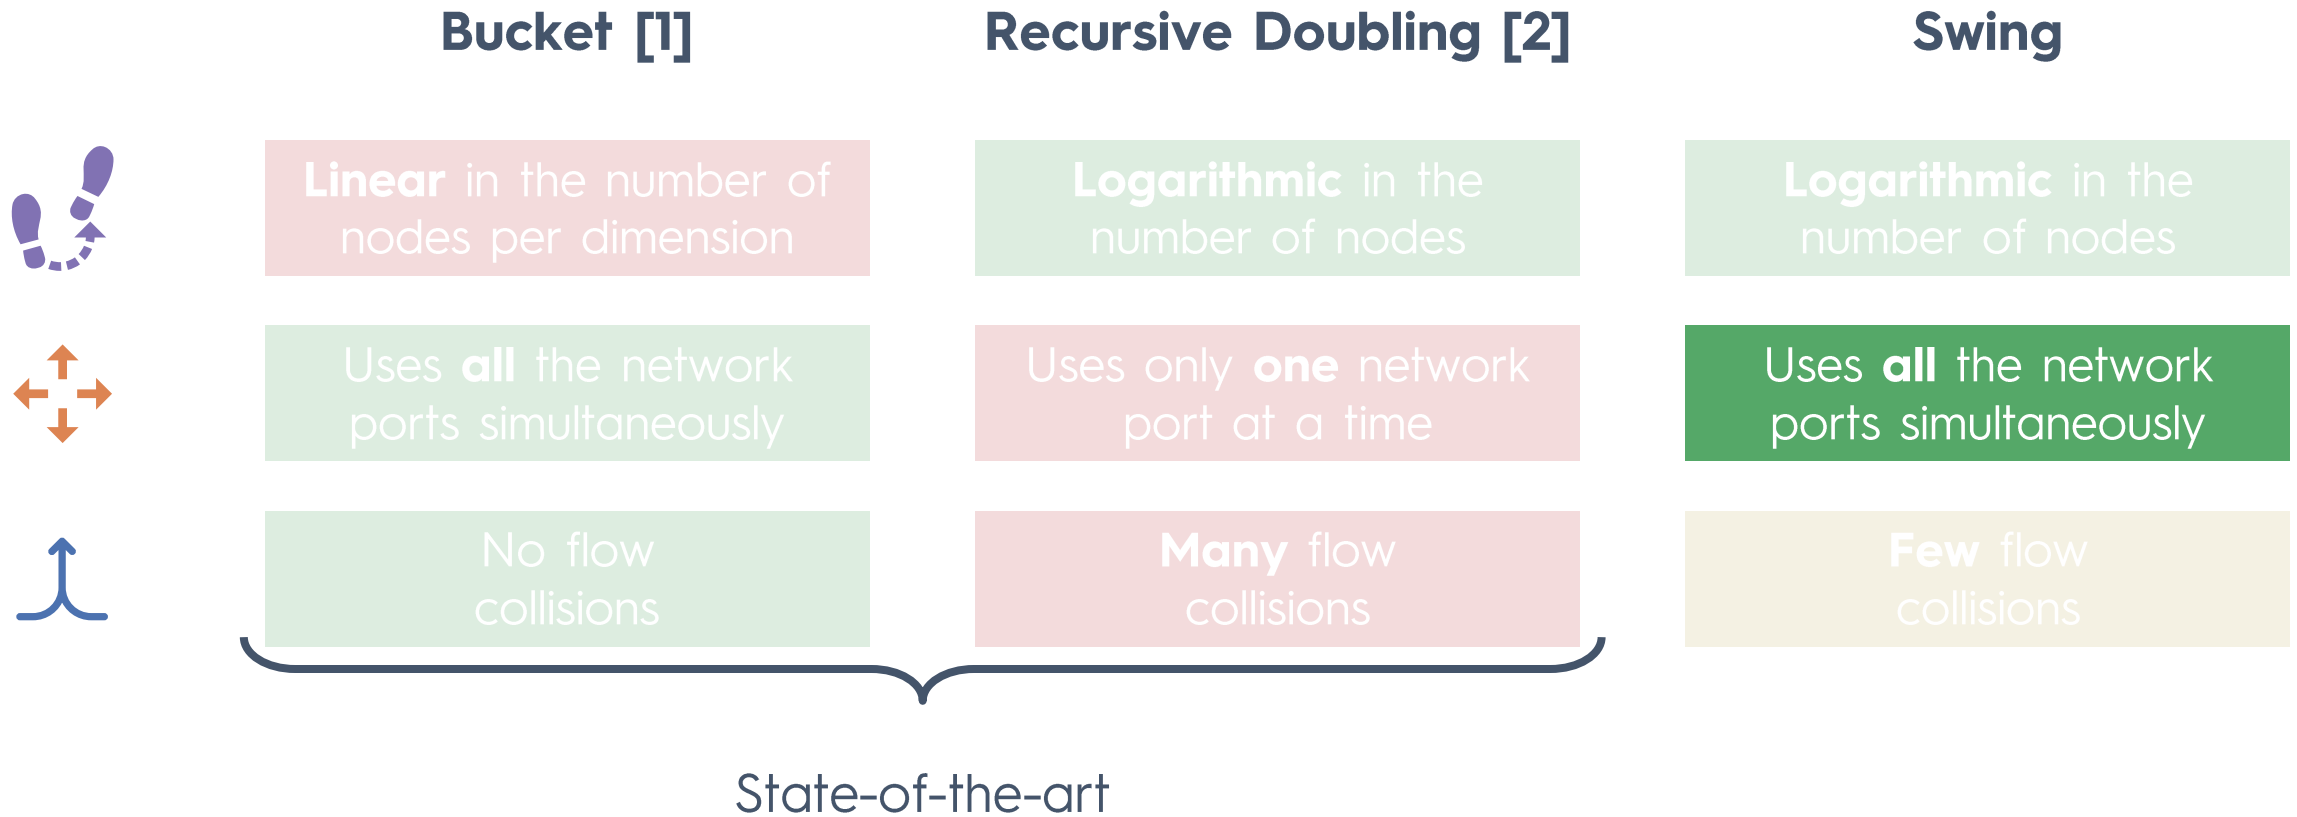 Bucket [1]
Recursive Doubling [2]
Swing
Linear in the number of
nodes per dimension
Logarithmic in the
number of nodes
Logarithmic in the
number of nodes
Uses all the network
ports simultaneously
Uses only one network
port at a time
Uses all the network
ports simultaneously
No flow
collisions
Many flow
collisions
Few flow
collisions
State-of-the-art